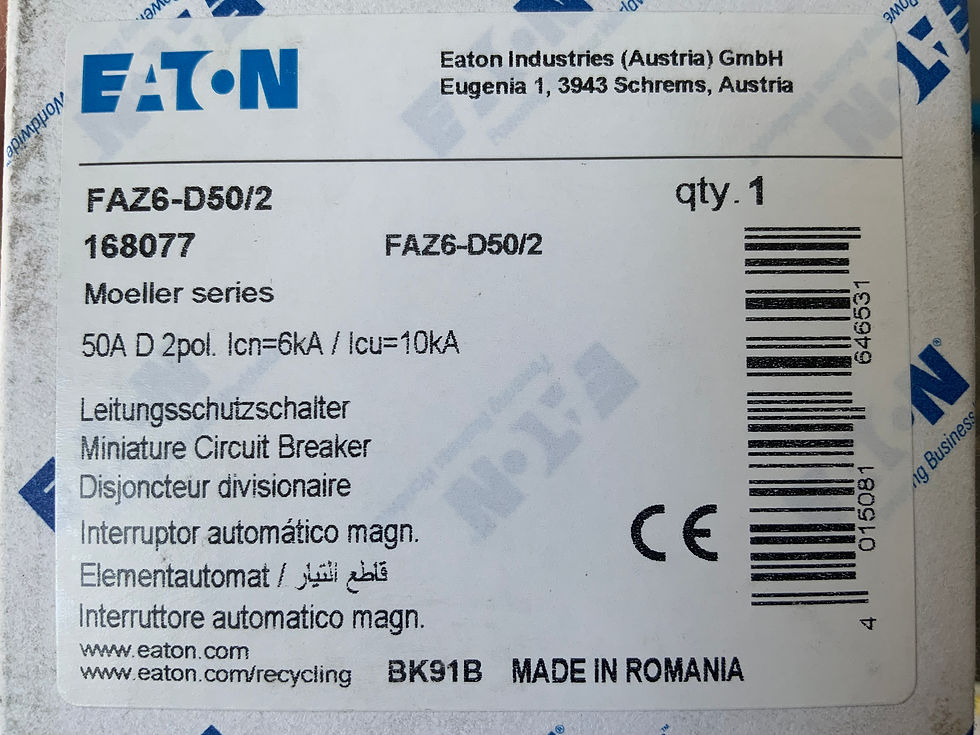 EATON
Eaton Industries (Austria) GmbH
Eugenia 1, 3943 Schrems, Austria
FAZ6-D50/2
qty. 1
168077
FAZ6-D50/2
Moeller series
50A D 2pol. Icn=6kA / Icu=10kA
Leitungsschutzschalter
Miniature Circuit Breaker
Disjoncteur divisionaire
Interruptor automático magn.
Elementautomat / قاطع التيار
Interruttore automatico magn.
www.eaton.com
www.eaton.com/recycling
BK91B MADE IN ROMANIA
CE
4 015081 646531
Worldwide
ng Business